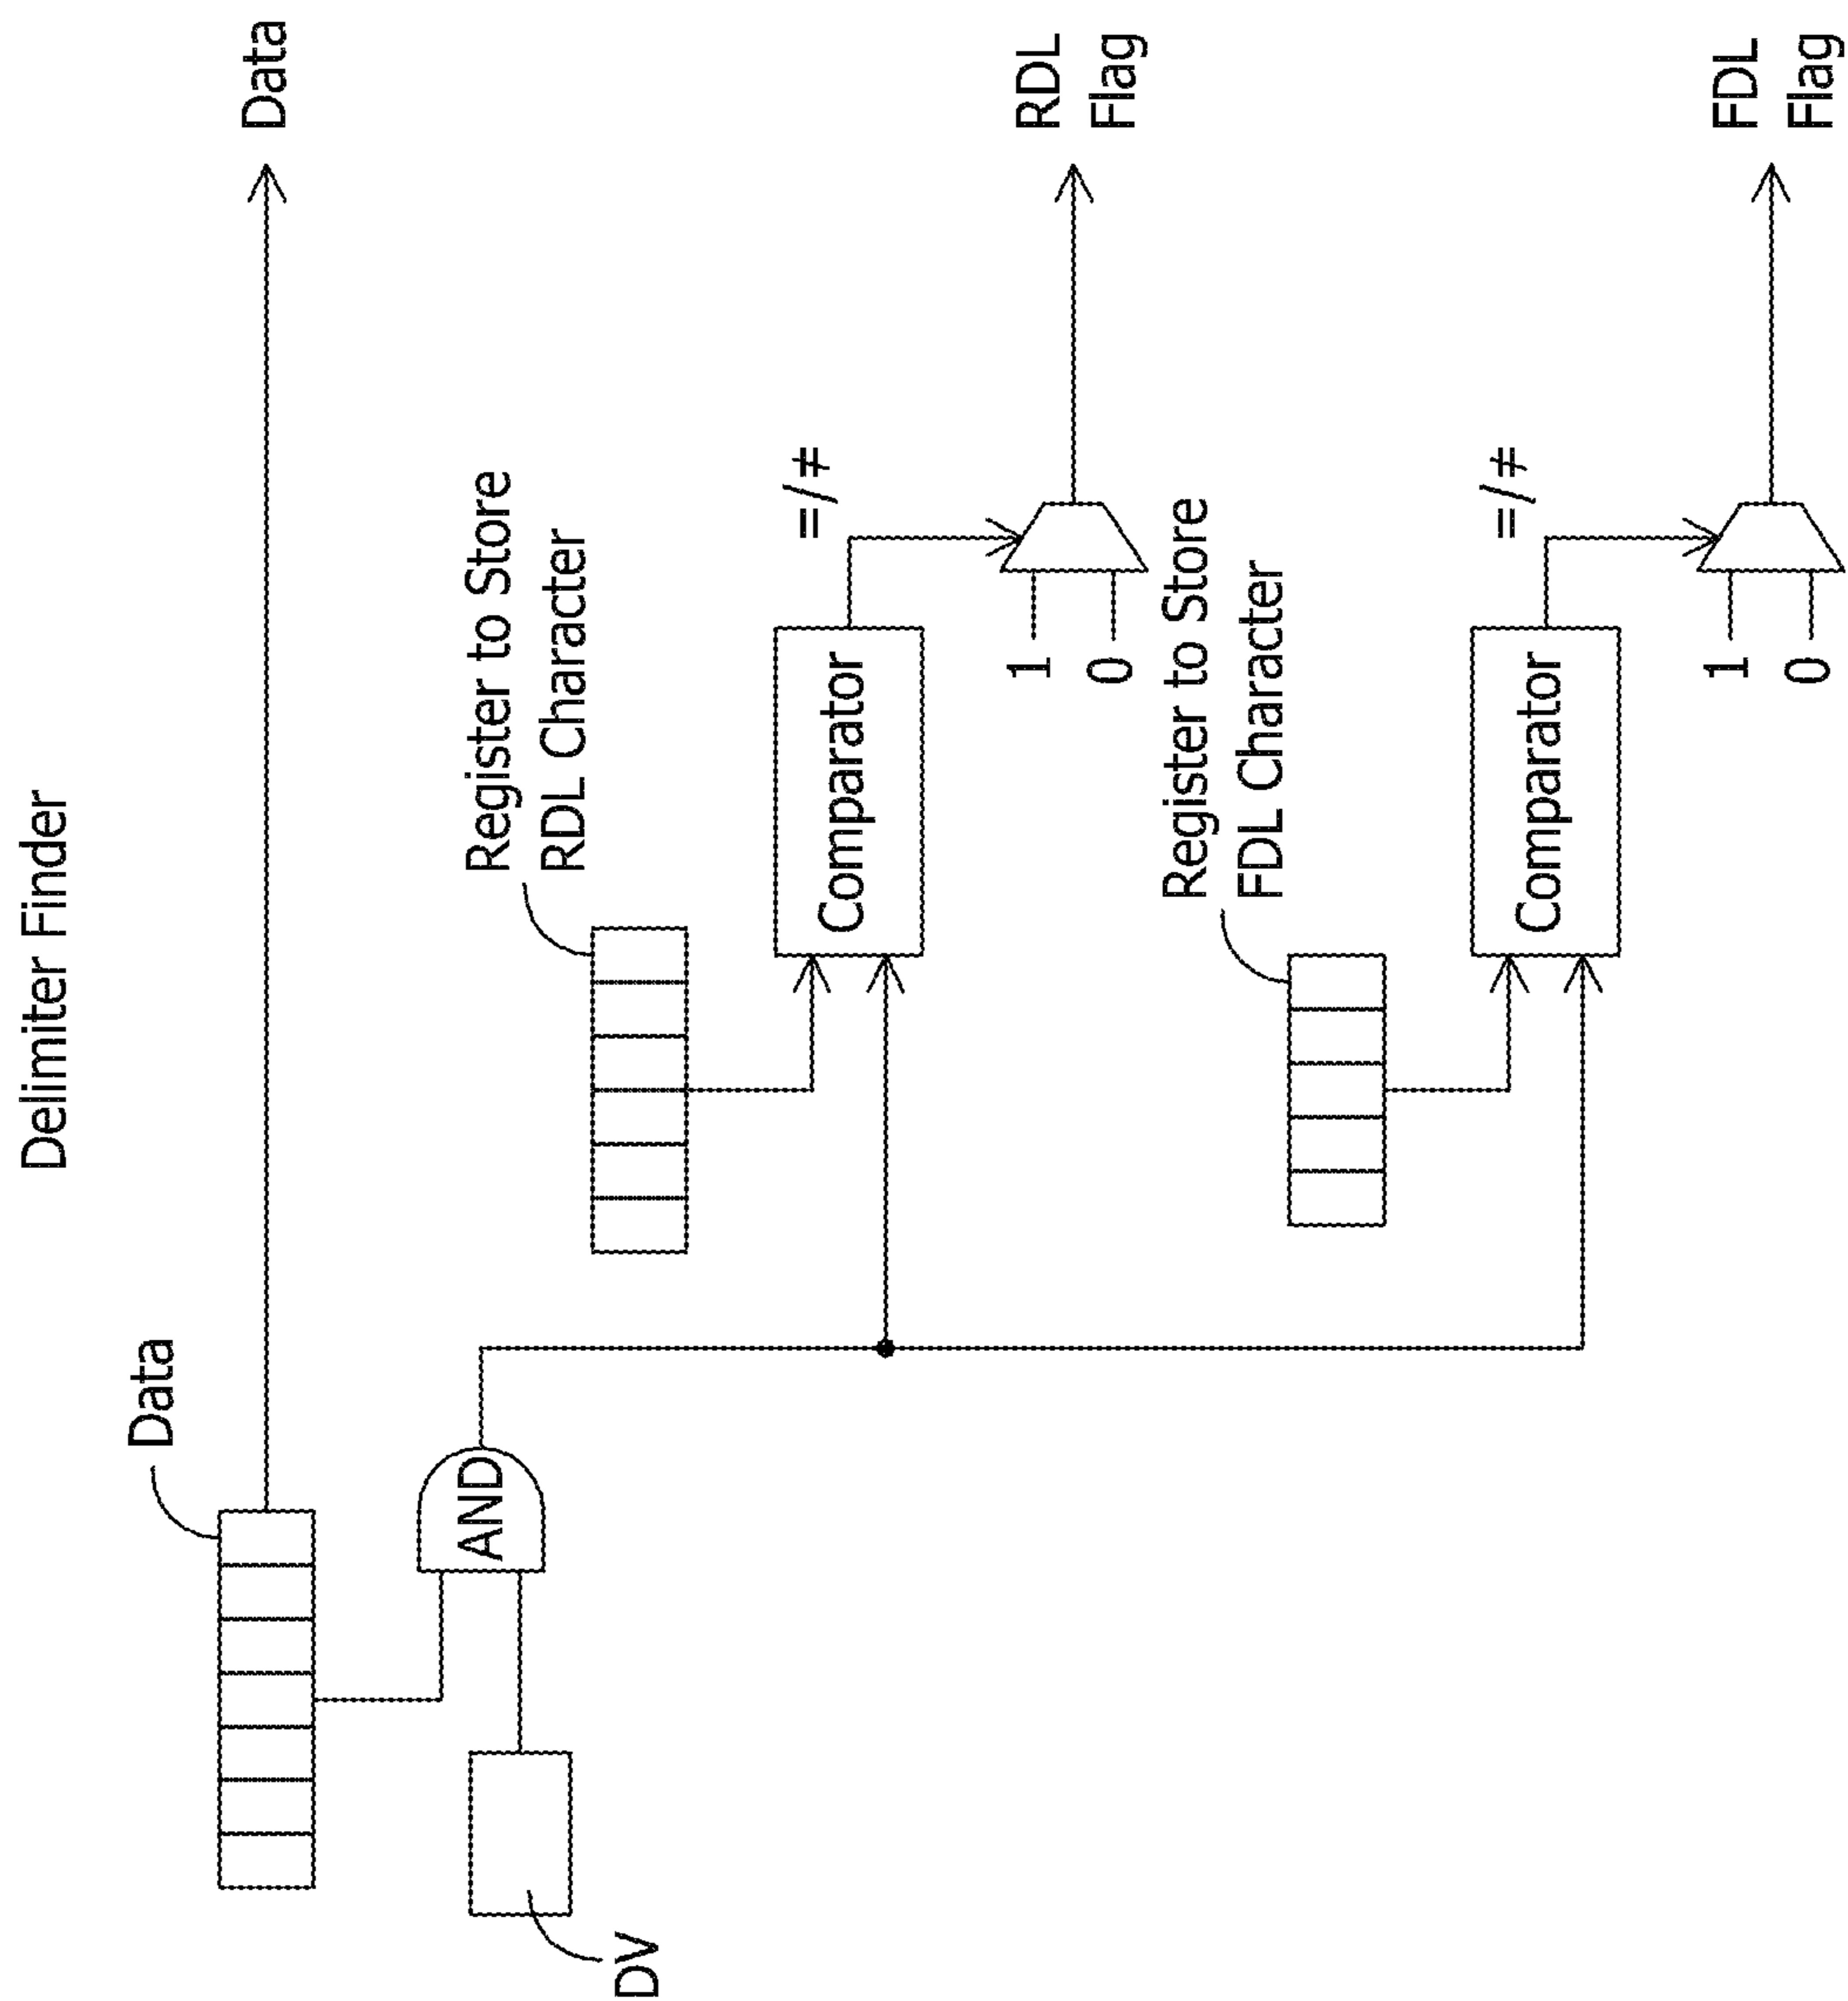 Delimiter Finder
Data
Data
DV
AND
Register to Store
RDL Character
Comparator
=/≠
1
0
RDL
Flag
Register to Store
FDL Character
Comparator
=/≠
1
0
FDL
Flag